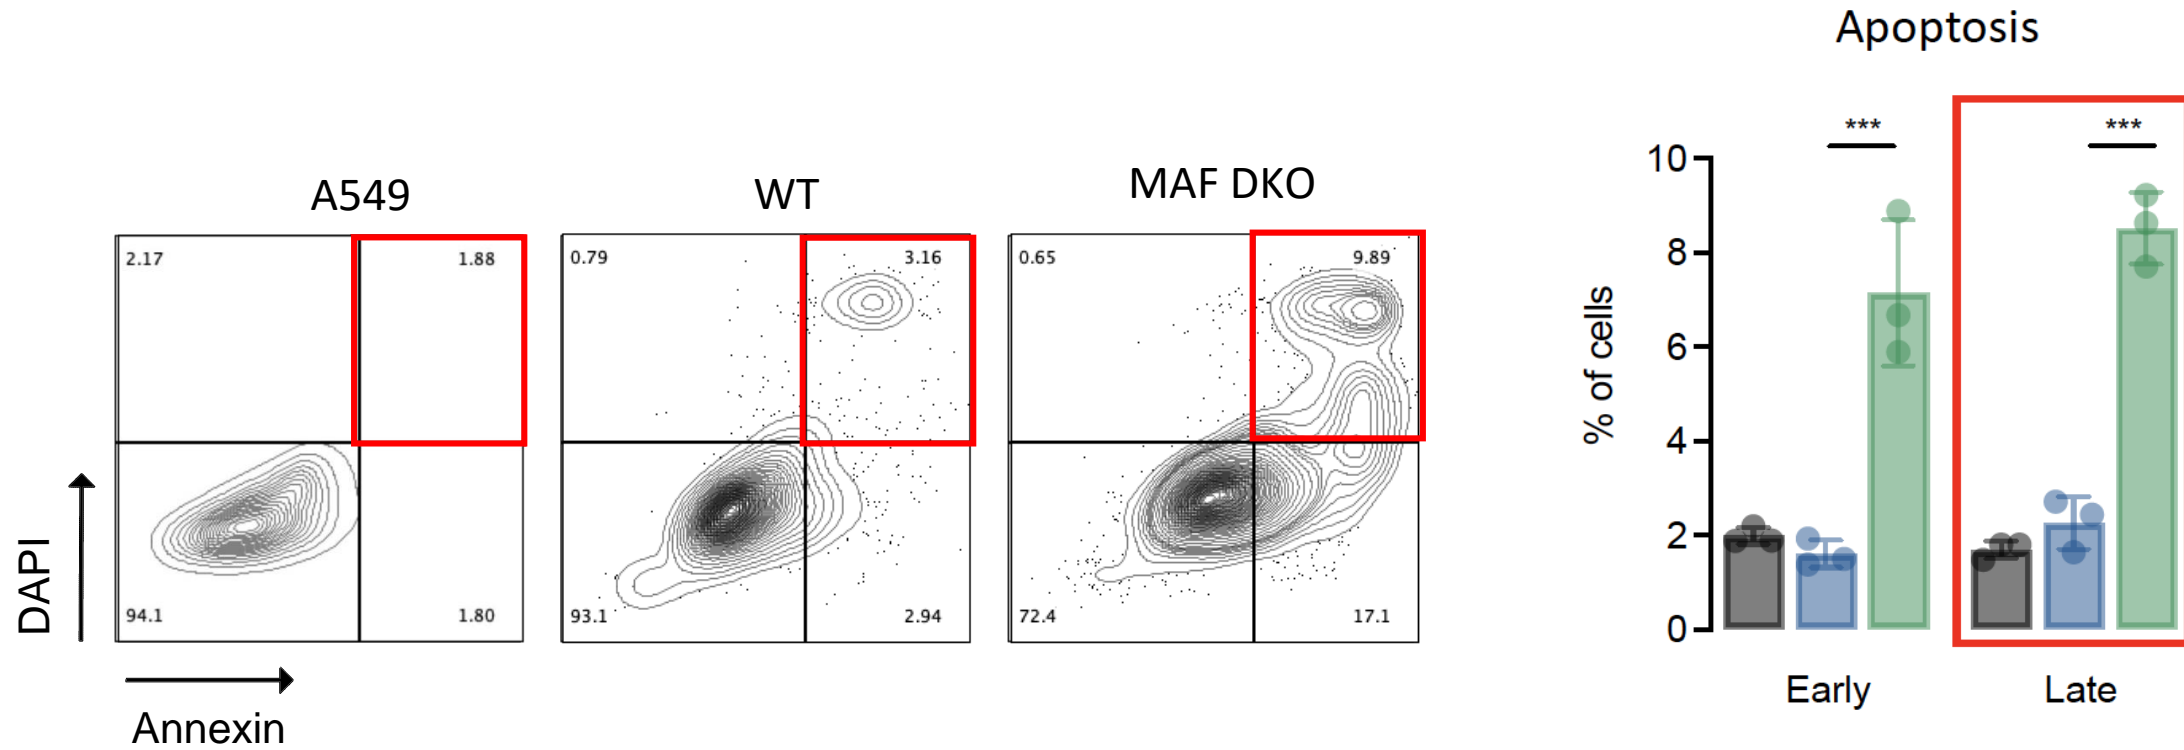 Apoptosis
A549
WT
MAF DKO
2.17
1.88
94.1
1.80
0.79
3.16
93.1
2.94
0.65
9.89
72.4
17.1
DAPI
Annexin
% of cells
10
8
6
4
2
0
***
***
Early
Late